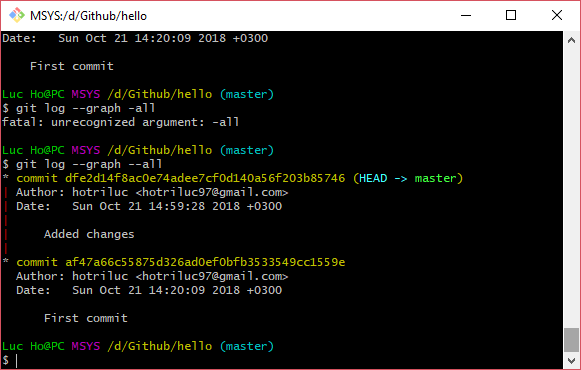 MSYS:/d/Github/hello
Date:   Sun Oct 21 14:20:09 2018 +0300
    First commit
Luc Ho@PC MSYS /d/Github/hello (master)
$ git log --graph -all
fatal: unrecognized argument: -all
Luc Ho@PC MSYS /d/Github/hello (master)
$ git log --graph --all
* commit dfe2d14f8ac0e74adee7cf0d140a56f203b85746 (HEAD -> master)
| Author: hotriluc <hotriluc97@gmail.com>
| Date:   Sun Oct 21 14:59:28 2018 +0300
|
|     Added changes
|
* commit af47a66c55875d326ad0ef0bfb3533549cc1559e
  Author: hotriluc <hotriluc97@gmail.com>
  Date:   Sun Oct 21 14:20:09 2018 +0300
      First commit
Luc Ho@PC MSYS /d/Github/hello (master)
$